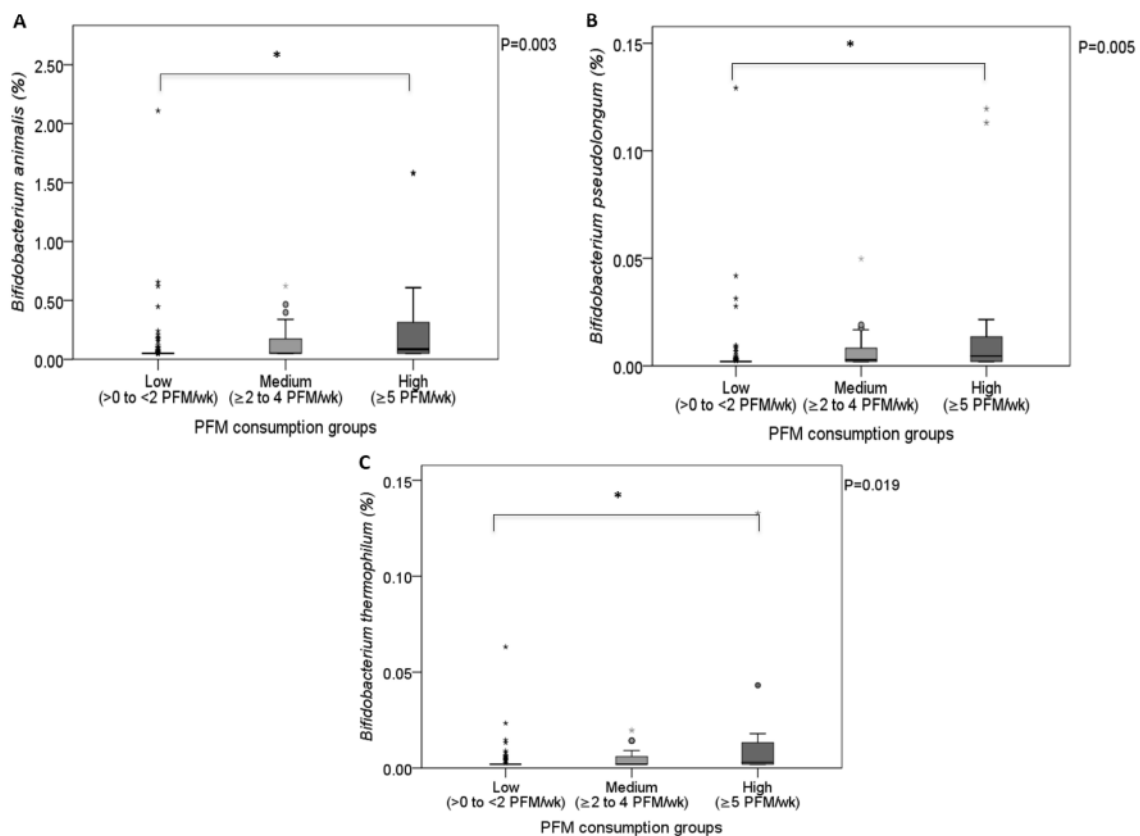 A
P=0.003
*
2.50
2.00
1.50
1.00
0.50
0.00
Bifidobacterium animalis (%)
Low
(>0 to <2 PFM/wk)
Medium
(≥2 to 4 PFM/wk)
High
(≥5 PFM/wk)
PFM consumption groups
B
P=0.005
*
0.15
0.10
0.05
0.00
Bifidobacterium pseudolongum (%)
Low
(>0 to <2 PFM/wk)
Medium
(≥2 to 4 PFM/wk)
High
(≥5 PFM/wk)
PFM consumption groups
C
P=0.019
*
0.15
0.10
0.05
0.00
Bifidobacterium thermophilum (%)
Low
(>0 to <2 PFM/wk)
Medium
(≥2 to 4 PFM/wk)
High
(≥5 PFM/wk)
PFM consumption groups